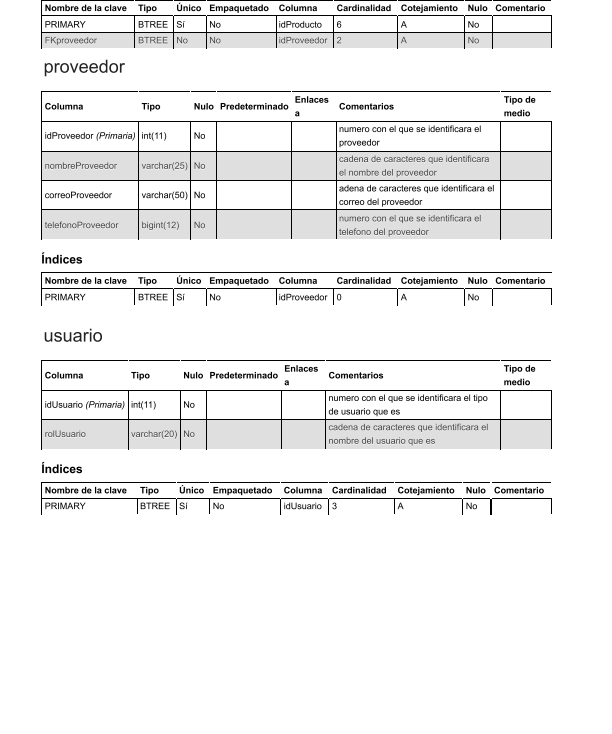 Nombre de la clave Tipo Único Empaquetado Columna Cardinalidad Cotejamiento Nulo Comentario
PRIMARY BTREE Sí No idProducto 6 A No
FKproveedor BTREE No No idProveedor 2 A No
proveedor
Columna Tipo Nulo Predeterminado Enlaces a Comentarios Tipo de medio
idProveedor (Primaria) int(11) No numero con el que se identificara el
proveedor
nombreProveedor varchar(25) No cadena de caracteres que identificara
el nombre del proveedor
correoProveedor varchar(50) No adena de caracteres que identificara el
correo del proveedor
telefonoProveedor bigint(12) No numero con el que se identificara el
telefono del proveedor
Índices
Nombre de la clave Tipo Único Empaquetado Columna Cardinalidad Cotejamiento Nulo Comentario
PRIMARY BTREE Sí No idProveedor 0 A No
usuario
Columna Tipo Nulo Predeterminado Enlaces a Comentarios Tipo de medio
idUsuario (Primaria) int(11) No numero con el que se identificara el tipo
de usuario que es
rolUsuario varchar(20) No cadena de caracteres que identificara el
nombre del usuario que es
Índices
Nombre de la clave Tipo Único Empaquetado Columna Cardinalidad Cotejamiento Nulo Comentario
PRIMARY BTREE Sí No idUsuario 3 A No